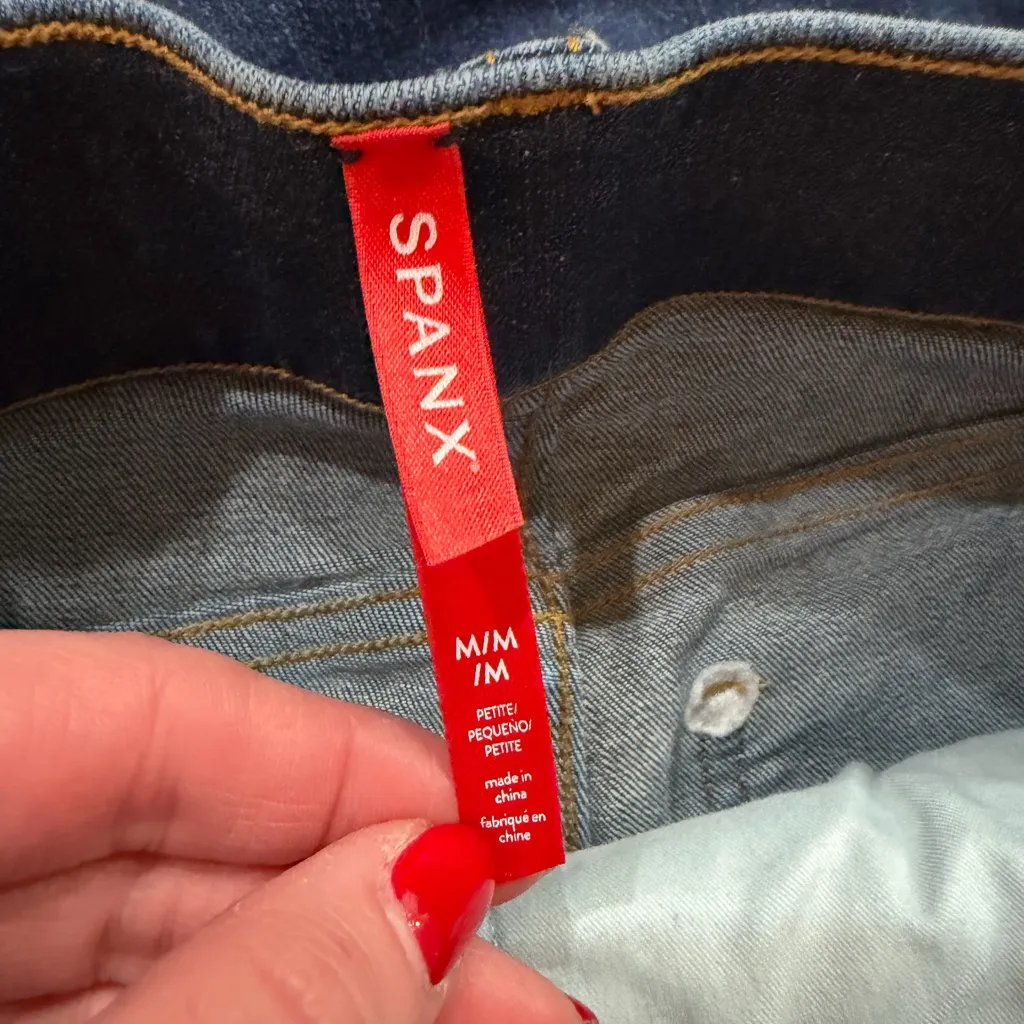 SPANX®
M/M
/M
PETITE/
PEQUEÑO/
PETITE
made in
china
fabriqué en
chine